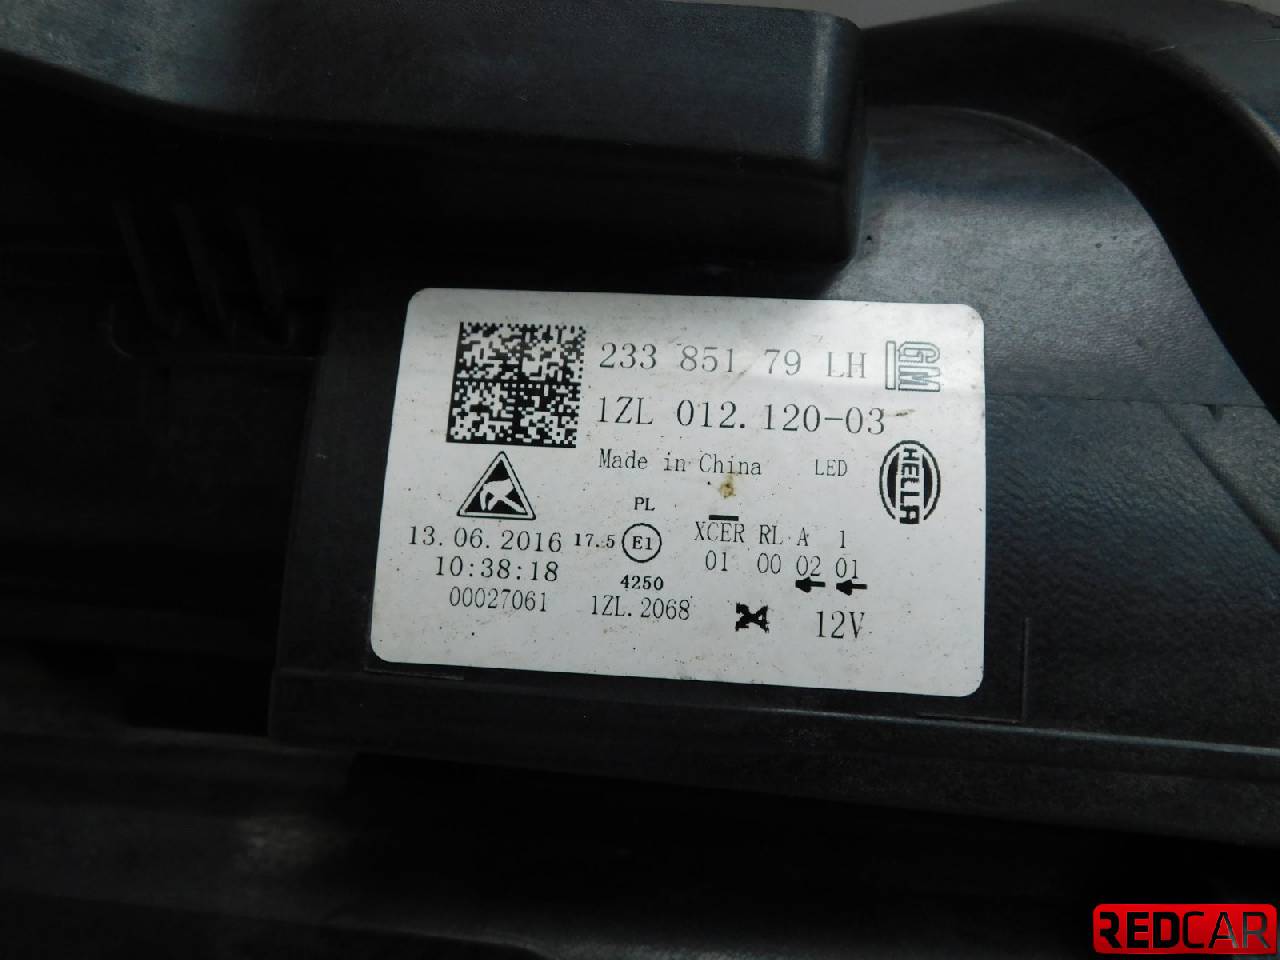 233 851 79 LH GM
1ZL 012.120-03
Made in China LED
HELLA
PL
13.06.2016 17.5 E1 XCER RL A 1
10:38:18 01 00 02 01
4250
00027061 1ZL.2068 12V
REDCAR